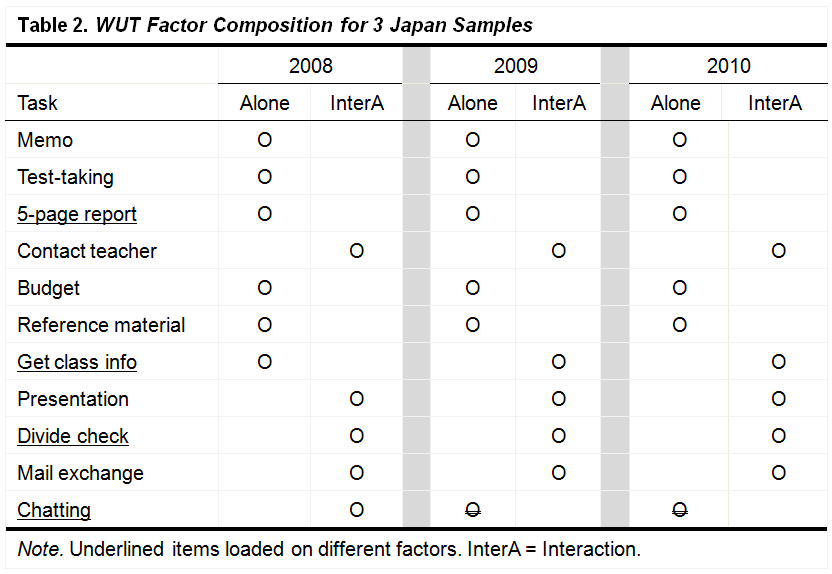 Table 2. WUT Factor Composition for 3 Japan Samples
2008 2009 2010
Task Alone InterA Alone InterA Alone InterA
Memo O O O
Test-taking O O O
5-page report O O O
Contact teacher O O O
Budget O O O
Reference material O O O
Get class info O O O
Presentation O O O
Divide check O O O
Mail exchange O O O
Chatting O O O
Note. Underlined items loaded on different factors. InterA = Interaction.